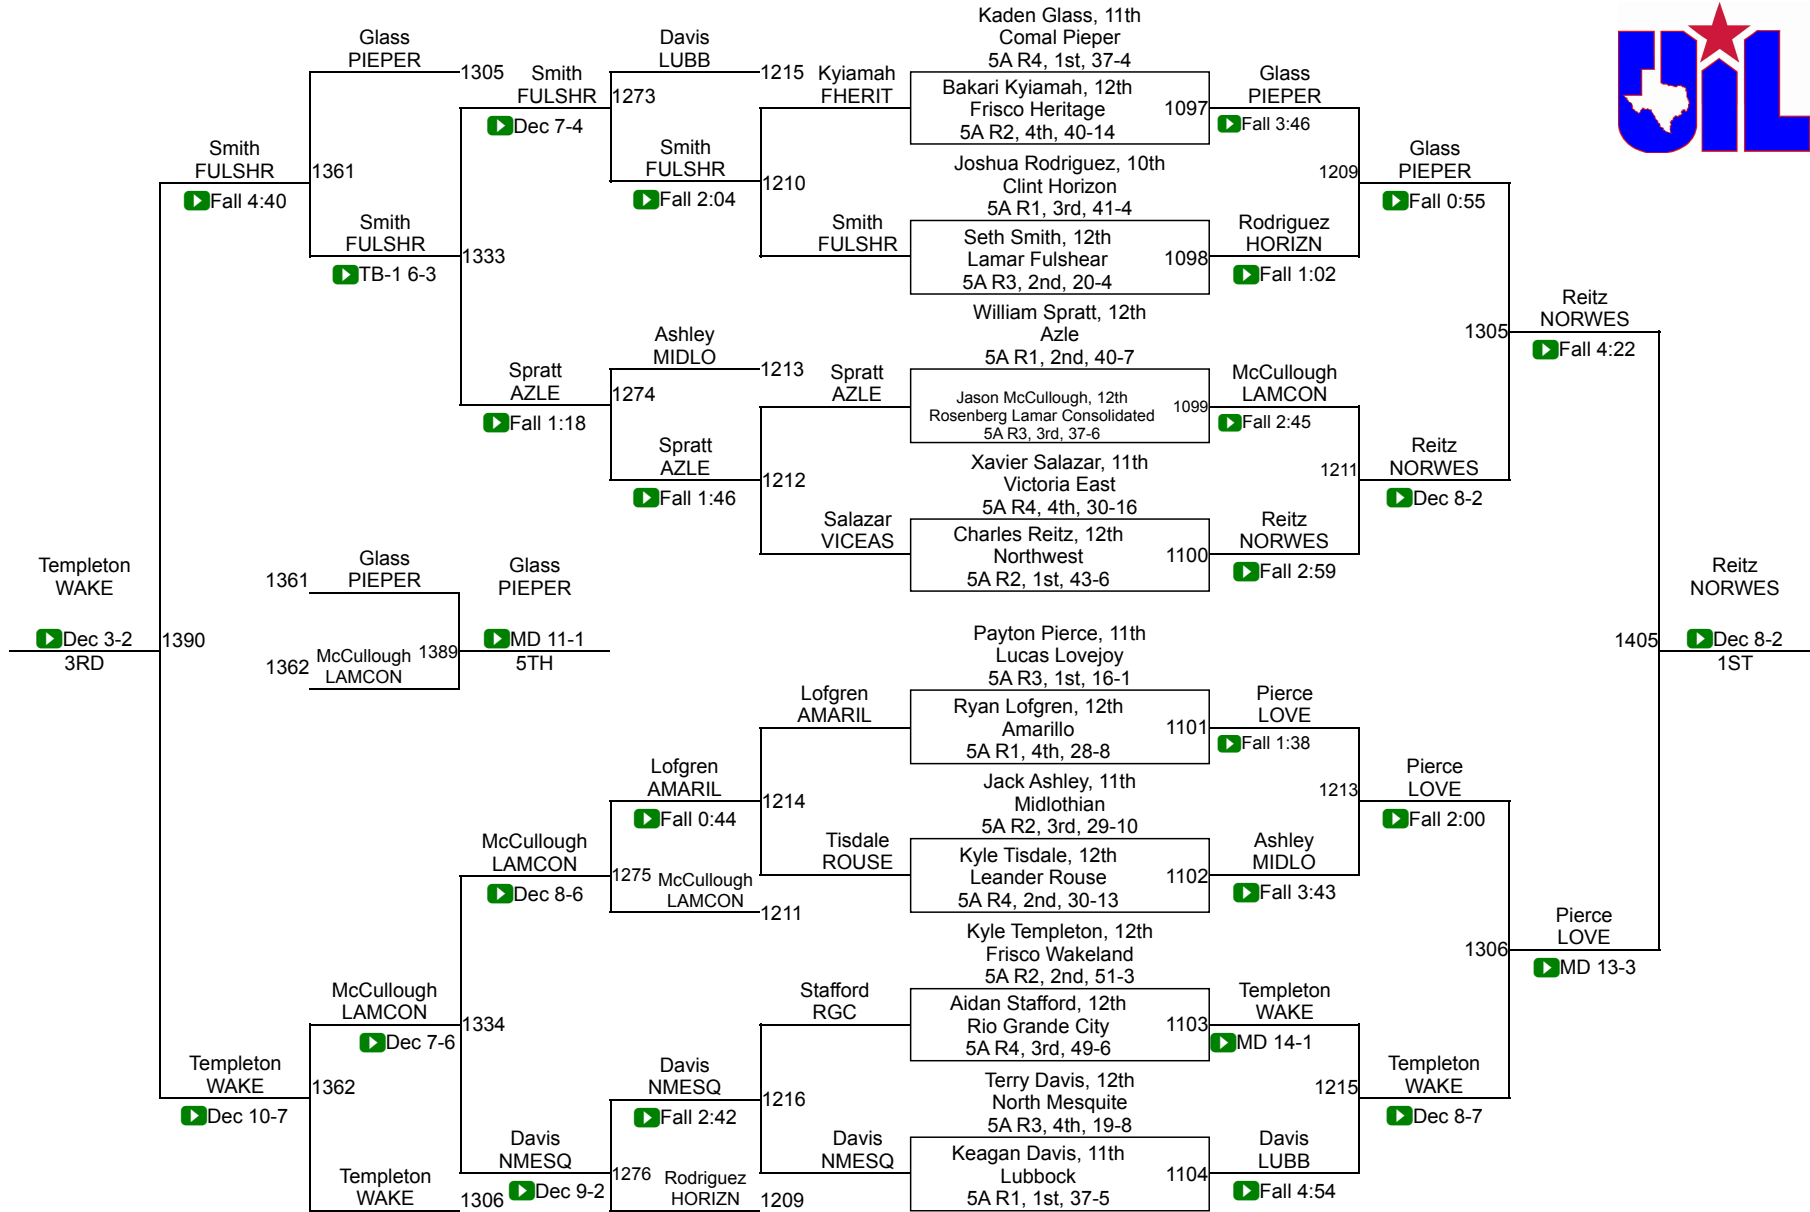 Kaden Glass, 11th
Comal Pieper
5A R4, 1st, 37-4
Bakari Kyiamah, 12th
Frisco Heritage
5A R2, 4th, 40-14
1097
Joshua Rodriguez, 10th
Clint Horizon
5A R1, 3rd, 41-4
Seth Smith, 12th
Lamar Fulshear
5A R3, 2nd, 20-4
1098
William Spratt, 12th
Azle
5A R1, 2nd, 40-7
Jason McCullough, 12th
Rosenberg Lamar Consolidated
5A R3, 3rd, 37-6
1099
Xavier Salazar, 11th
Victoria East
5A R4, 4th, 30-16
Charles Reitz, 12th
Northwest
5A R2, 1st, 43-6
1100
Payton Pierce, 11th
Lucas Lovejoy
5A R3, 1st, 16-1
Ryan Lofgren, 12th
Amarillo
5A R1, 4th, 28-8
1101
Jack Ashley, 11th
Midlothian
5A R2, 3rd, 29-10
Kyle Tisdale, 12th
Leander Rouse
5A R4, 2nd, 30-13
1102
Kyle Templeton, 12th
Frisco Wakeland
5A R2, 2nd, 51-3
Aidan Stafford, 12th
Rio Grande City
5A R4, 3rd, 49-6
1103
Terry Davis, 12th
North Mesquite
5A R3, 4th, 19-8
Keagan Davis, 11th
Lubbock
5A R1, 1st, 37-5
1104
Glass
PIEPER
Fall 3:46
Rodriguez
HORIZN
Fall 1:02
McCullough
LAMCON
Fall 2:45
Reitz
NORWES
Fall 2:59
Pierce
LOVE
Fall 1:38
Ashley
MIDLO
Fall 3:43
Templeton
WAKE
MD 14-1
Davis
LUBB
Fall 4:54
1209
Glass
PIEPER
Fall 0:55
1211
Reitz
NORWES
Dec 8-2
1213
Pierce
LOVE
Fall 2:00
1215
Templeton
WAKE
Dec 8-7
1305
Reitz
NORWES
Fall 4:22
1306
Pierce
LOVE
MD 13-3
1405
Reitz
NORWES
Dec 8-2
1ST
UIL
Kyiamah
FHERIT
Smith
FULSHR
Spratt
AZLE
Salazar
VICEAS
Lofgren
AMARIL
Tisdale
ROUSE
Stafford
RGC
Davis
NMESQ
Davis
LUBB
1215
Smith
FULSHR
Fall 2:04
1210
Ashley
MIDLO
1213
Spratt
AZLE
Fall 1:46
1212
Lofgren
AMARIL
Fall 0:44
1214
McCullough
LAMCON
1211
Davis
NMESQ
Fall 2:42
1216
Rodriguez
HORIZN
1209
Smith
FULSHR
Dec 7-4
1273
Spratt
AZLE
Fall 1:18
1274
McCullough
LAMCON
Dec 8-6
1275
Davis
NMESQ
Dec 9-2
1276
Glass
PIEPER
1305
Smith
FULSHR
TB-1 6-3
1333
McCullough
LAMCON
Dec 7-6
1334
Templeton
WAKE
1306
Smith
FULSHR
Fall 4:40
1361
Templeton
WAKE
Dec 10-7
1362
Templeton
WAKE
Dec 3-2
3RD
1390
1361
Glass
PIEPER
1362
McCullough
LAMCON
1389
Glass
PIEPER
MD 11-1
5TH